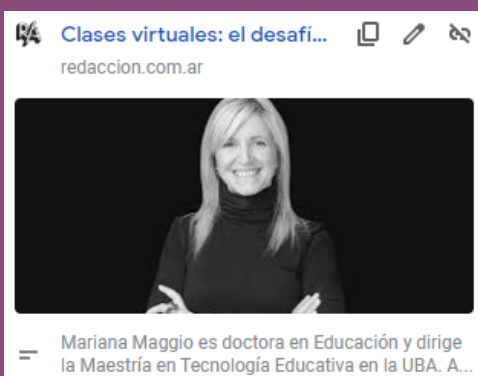 RA Clases virtuales: el desafí...
redaccion.com.ar
Mariana Maggio es doctora en Educación y dirige
la Maestría en Tecnología Educativa en la UBA. A...